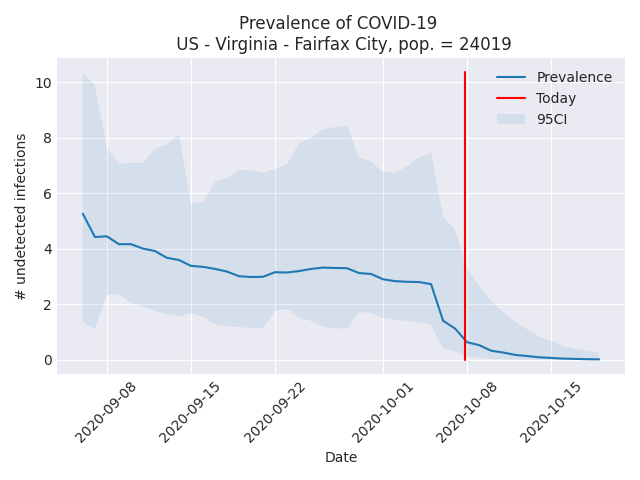 Prevalence of COVID-19
US - Virginia - Fairfax City, pop. = 24019
Prevalence
Today
95CI
# undetected infections
10
8
6
4
2
0
2020-09-08
2020-09-15
2020-09-22
2020-10-01
2020-10-08
2020-10-15
Date